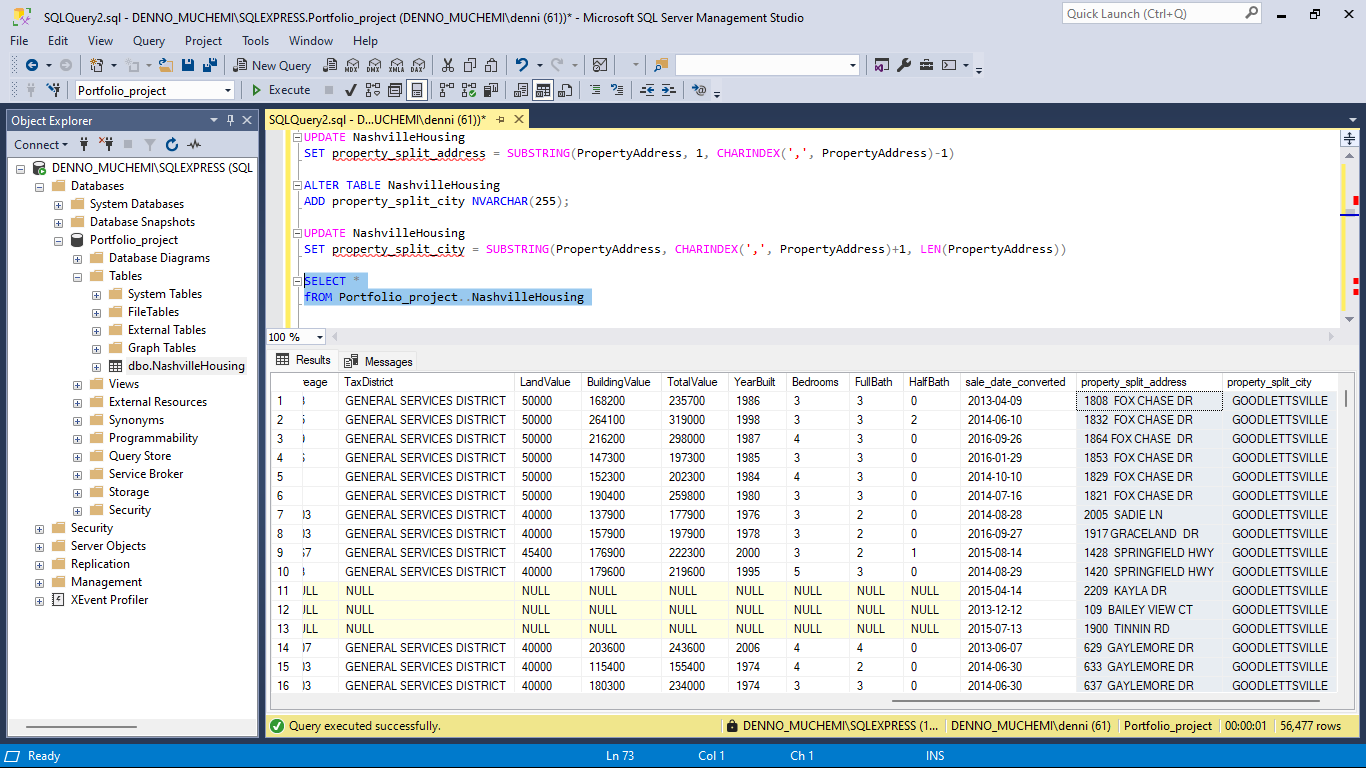 SQLQuery2.sql - DENNO_MUCHEMI\SQLEXPRESS.Portfolio_project (DENNO_MUCHEMI\denni (61))* - Microsoft SQL Server Management Studio
Quick Launch (Ctrl+Q)
File Edit View Query Project Tools Window Help
New Query MDX DMX XMLA DAX
Portfolio_project Execute
Object Explorer
Connect
DENNO_MUCHEMI\SQLEXPRESS (SQL
Databases
System Databases
Database Snapshots
Portfolio_project
Database Diagrams
Tables
System Tables
FileTables
External Tables
Graph Tables
dbo.NashvilleHousing
Views
External Resources
Synonyms
Programmability
Query Store
Service Broker
Storage
Security
Security
Server Objects
Replication
Management
XEvent Profiler
SQLQuery2.sql - D...UCHEMI\denni (61))*
UPDATE NashvilleHousing
SET property_split_address = SUBSTRING(PropertyAddress, 1, CHARINDEX(',', PropertyAddress)-1)
ALTER TABLE NashvilleHousing
ADD property_split_city NVARCHAR(255);
UPDATE NashvilleHousing
SET property_split_city = SUBSTRING(PropertyAddress, CHARINDEX(',', PropertyAddress)+1, LEN(PropertyAddress))
SELECT *
fROM Portfolio_project..NashvilleHousing
100 %
Results Messages
reage TaxDistrict LandValue BuildingValue TotalValue YearBuilt Bedrooms FullBath HalfBath sale_date_converted property_split_address property_split_city
1 GENERAL SERVICES DISTRICT 50000 168200 235700 1986 3 3 0 2013-04-09 1808 FOX CHASE DR GOODLETTSVILLE
2 GENERAL SERVICES DISTRICT 50000 264100 319000 1998 3 3 2 2014-06-10 1832 FOX CHASE DR GOODLETTSVILLE
3 GENERAL SERVICES DISTRICT 50000 216200 298000 1987 4 3 0 2016-09-26 1864 FOX CHASE DR GOODLETTSVILLE
4 GENERAL SERVICES DISTRICT 50000 147300 197300 1985 3 3 0 2016-01-29 1853 FOX CHASE DR GOODLETTSVILLE
5 GENERAL SERVICES DISTRICT 50000 152300 202300 1984 4 3 0 2014-10-10 1829 FOX CHASE DR GOODLETTSVILLE
6 GENERAL SERVICES DISTRICT 50000 190400 259800 1980 3 3 0 2014-07-16 1821 FOX CHASE DR GOODLETTSVILLE
7 03 GENERAL SERVICES DISTRICT 40000 137900 177900 1976 3 2 0 2014-08-28 2005 SADIE LN GOODLETTSVILLE
8 03 GENERAL SERVICES DISTRICT 40000 157900 197900 1978 3 2 0 2016-09-27 1917 GRACELAND DR GOODLETTSVILLE
9 67 GENERAL SERVICES DISTRICT 45400 176900 222300 2000 3 2 1 2015-08-14 1428 SPRINGFIELD HWY GOODLETTSVILLE
10 GENERAL SERVICES DISTRICT 40000 179600 219600 1995 5 3 0 2014-08-29 1420 SPRINGFIELD HWY GOODLETTSVILLE
11 ULL NULL NULL NULL NULL NULL NULL NULL NULL 2015-04-14 2209 KAYLA DR GOODLETTSVILLE
12 ULL NULL NULL NULL NULL NULL NULL NULL NULL 2013-12-12 109 BAILEY VIEW CT GOODLETTSVILLE
13 ULL NULL NULL NULL NULL NULL NULL NULL NULL 2015-07-13 1900 TINNIN RD GOODLETTSVILLE
14 07 GENERAL SERVICES DISTRICT 40000 203600 243600 2006 4 4 0 2013-06-07 629 GAYLEMORE DR GOODLETTSVILLE
15 03 GENERAL SERVICES DISTRICT 40000 115400 155400 1974 4 2 0 2014-06-30 633 GAYLEMORE DR GOODLETTSVILLE
16 03 GENERAL SERVICES DISTRICT 40000 180300 234000 1974 3 3 0 2014-06-30 637 GAYLEMORE DR GOODLETTSVILLE
Query executed successfully. DENNO_MUCHEMI\SQLEXPRESS (1... DENNO_MUCHEMI\denni (61) Portfolio_project 00:00:01 56,477 rows
Ready Ln 73 Col 1 Ch 1 INS